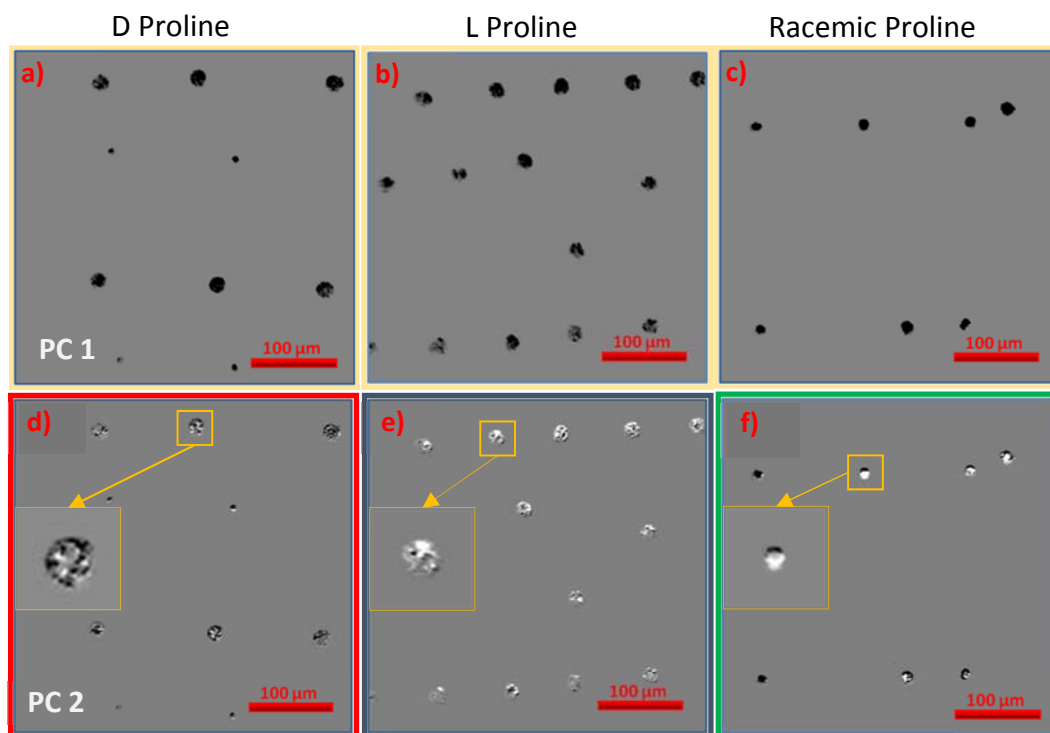 D Proline
L Proline
Racemic Proline
a)
b)
c)
PC 1
100 µm
100 µm
100 µm
d)
e)
f)
PC 2
100 µm
100 µm
100 µm